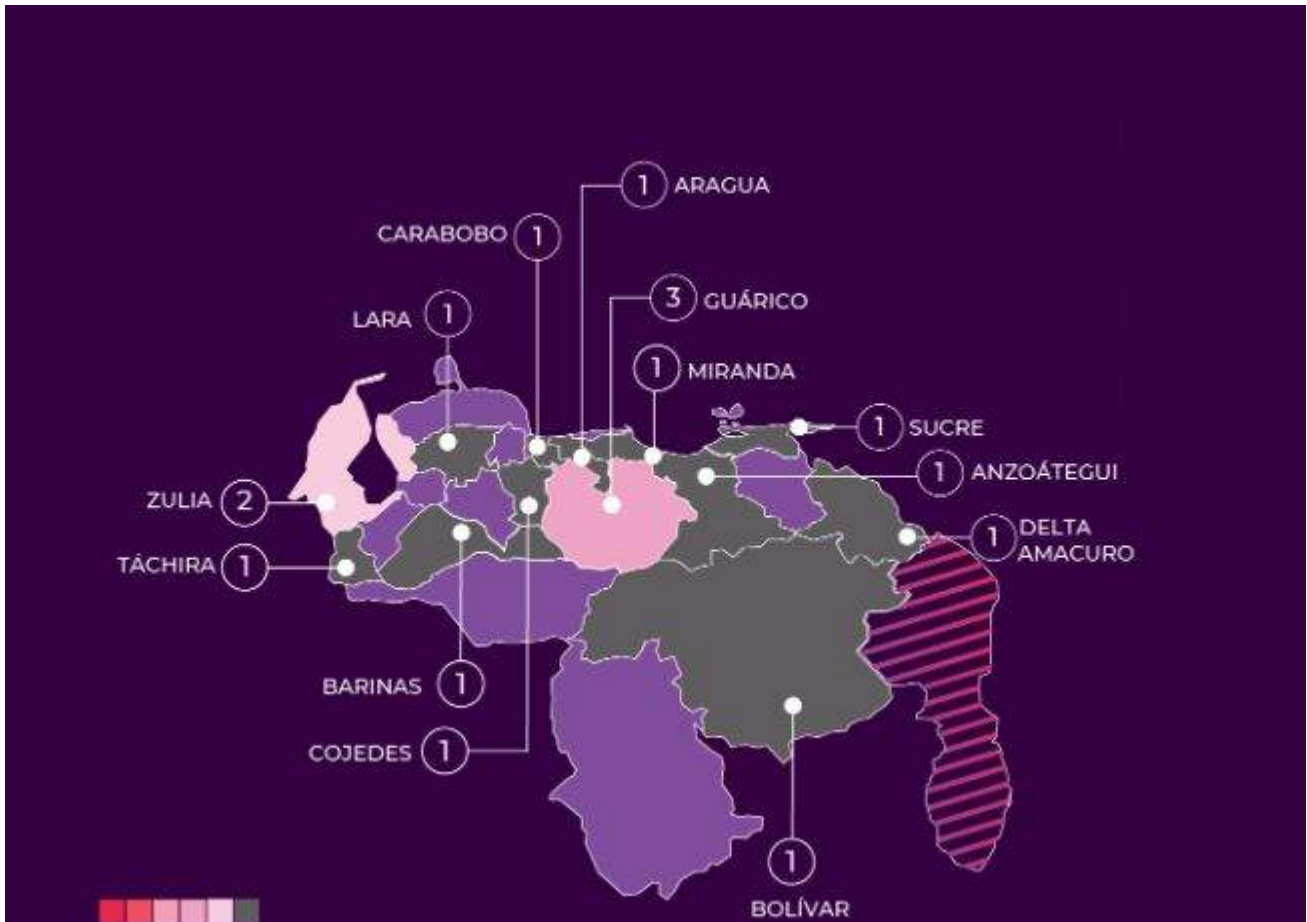 1 ARAGUA
CARABOBO 1
3 GUÁRICO
LARA 1
1 MIRANDA
1 SUCRE
1 ANZOÁTEGUI
ZULIA 2
1 DELTA
AMACURO
TÁCHIRA 1
BARINAS 1
COJEDES 1
1
BOLÍVAR